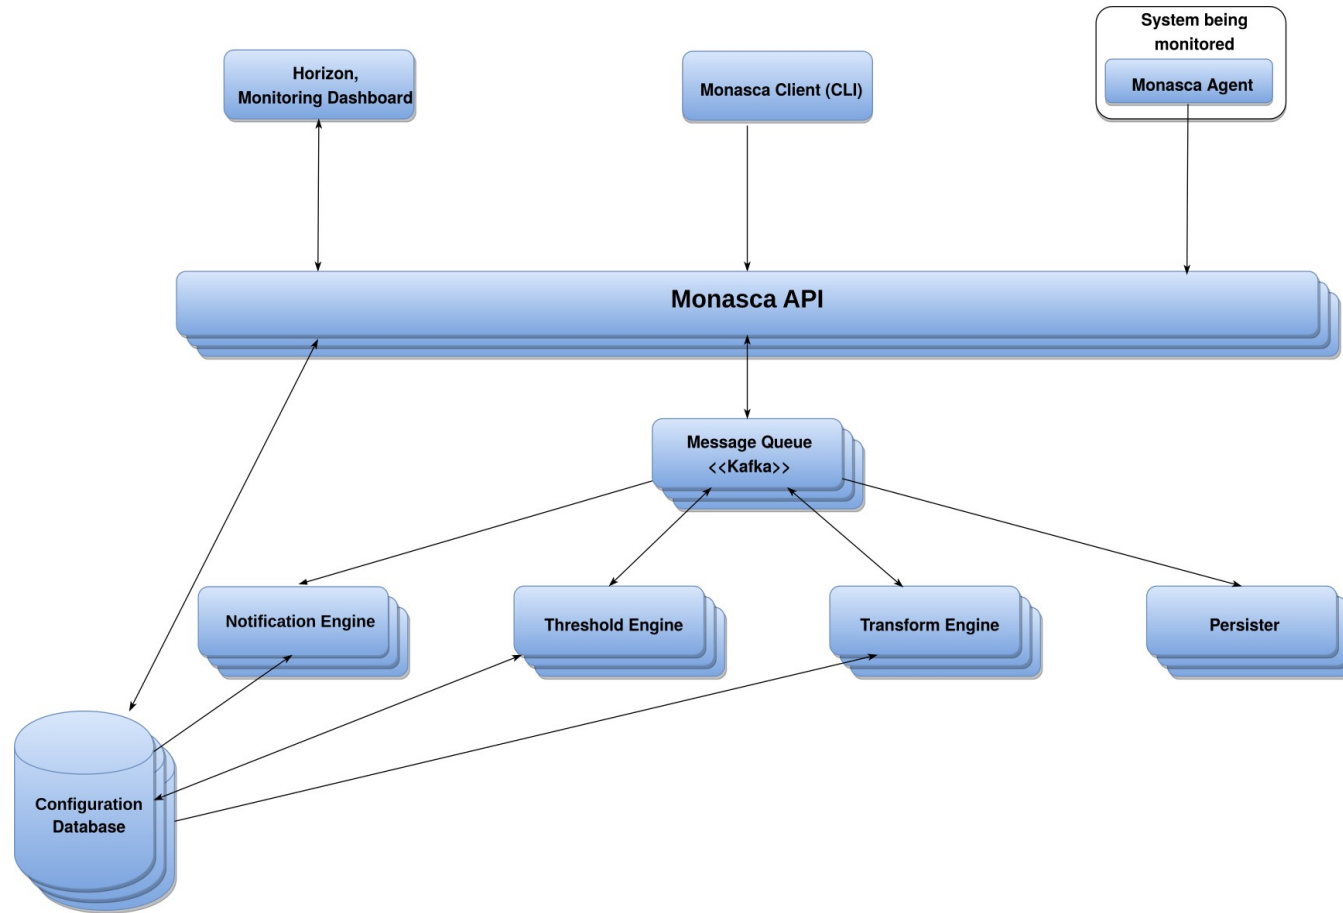 System being
monitored
Horizon,
Monitoring Dashboard
Monasca Client (CLI)
Monasca Agent
Monasca API
Message Queue
<<Kafka>>
Notification Engine
Threshold Engine
Transform Engine
Persister
Configuration
Database